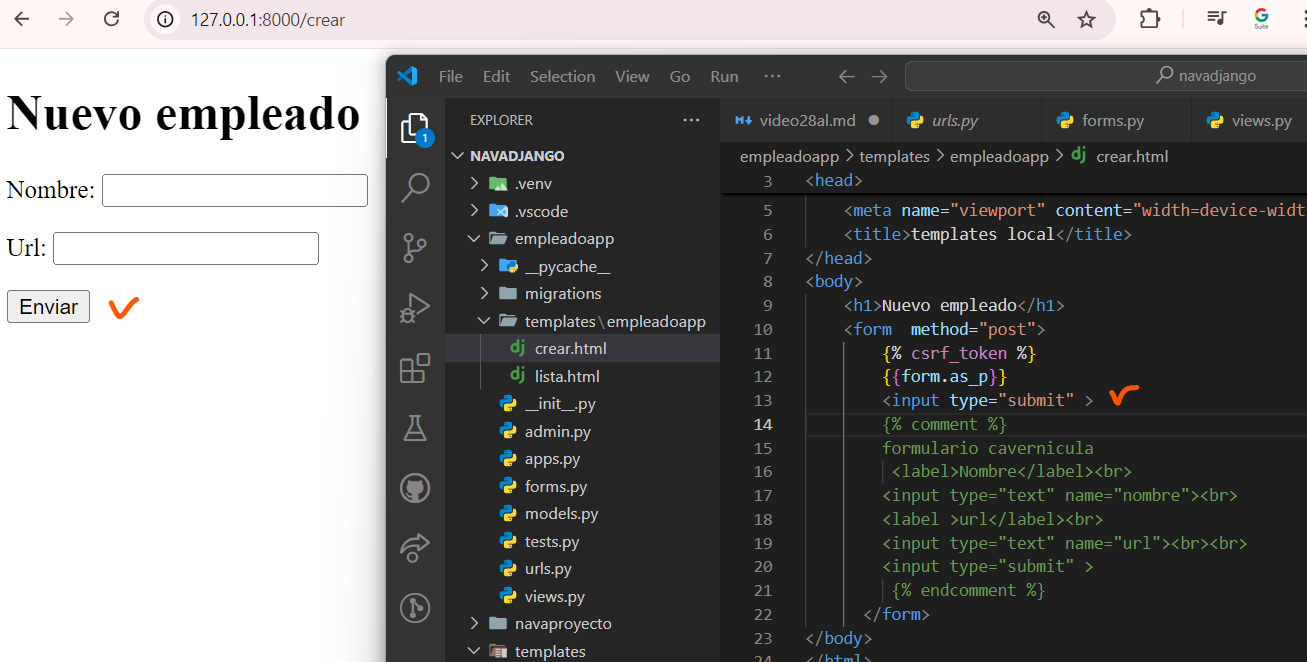 127.0.0.1:8000/crear
Suite
Nuevo empleado
Nombre:
Url:
Enviar
File Edit Selection View Go Run ··· navadjango
EXPLORER ···
1
NAVADJANGO
.venv
.vscode
empleadoapp
__pycache__
migrations
templates\empleadoapp
crear.html
lista.html
__init__.py
admin.py
apps.py
forms.py
models.py
tests.py
urls.py
views.py
navaproyecto
templates
video28al.md urls.py forms.py views.py
empleadoapp > templates > empleadoapp > dj crear.html
3 <head>
5 <meta name="viewport" content="width=device-widt
6 <title>templates local</title>
7 </head>
8 <body>
9 <h1>Nuevo empleado</h1>
10 <form  method="post">
11 {% csrf_token %}
12 {{form.as_p}}
13 <input type="submit" >
14 {% comment %}
15 formulario cavernicula
16 <label>Nombre</label><br>
17 <input type="text" name="nombre"><br>
18 <label >url</label><br>
19 <input type="text" name="url"><br><br>
20 <input type="submit" >
21 {% endcomment %}
22 </form>
23 </body>
24 </html>